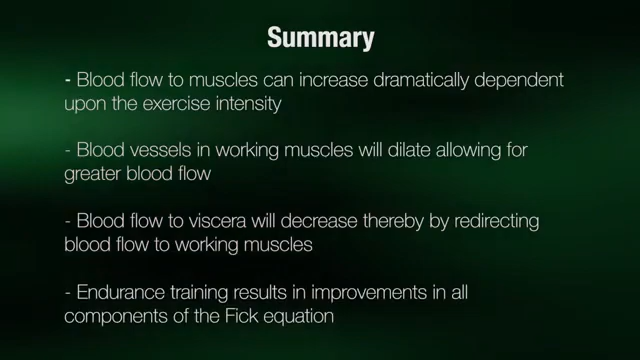 Summary
- Blood flow to muscles can increase dramatically dependent
upon the exercise intensity
- Blood vessels in working muscles will dilate allowing for
greater blood flow
- Blood flow to viscera will decrease thereby by redirecting
blood flow to working muscles
- Endurance training results in improvements in all
components of the Fick equation